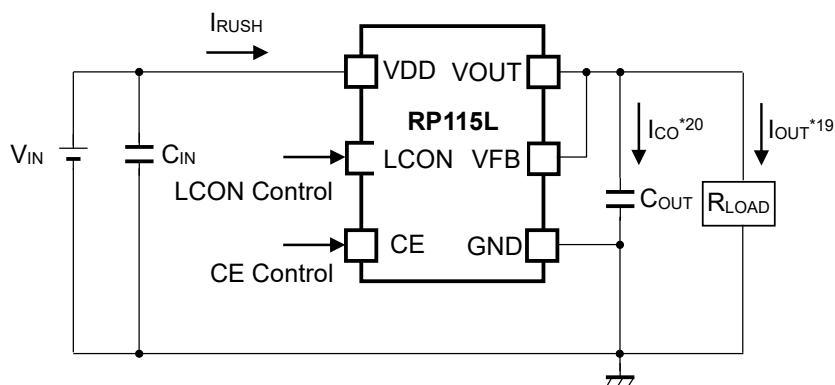 IRUSH
VDD VOUT
RP115L
ICO*20 IOUT*19
VIN CIN LCON VFB
LCON Control
COUT RLOAD
CE GND
CE Control